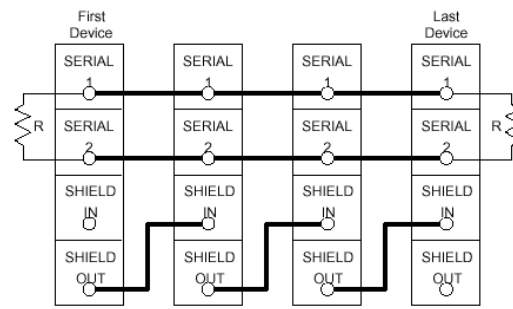 First
Device
Last
Device
SERIAL
1
SERIAL
1
SERIAL
1
SERIAL
1
R
SERIAL
2
SERIAL
2
SERIAL
2
SERIAL
2
R
SHIELD
IN
SHIELD
IN
SHIELD
IN
SHIELD
IN
SHIELD
OUT
SHIELD
OUT
SHIELD
OUT
SHIELD
OUT